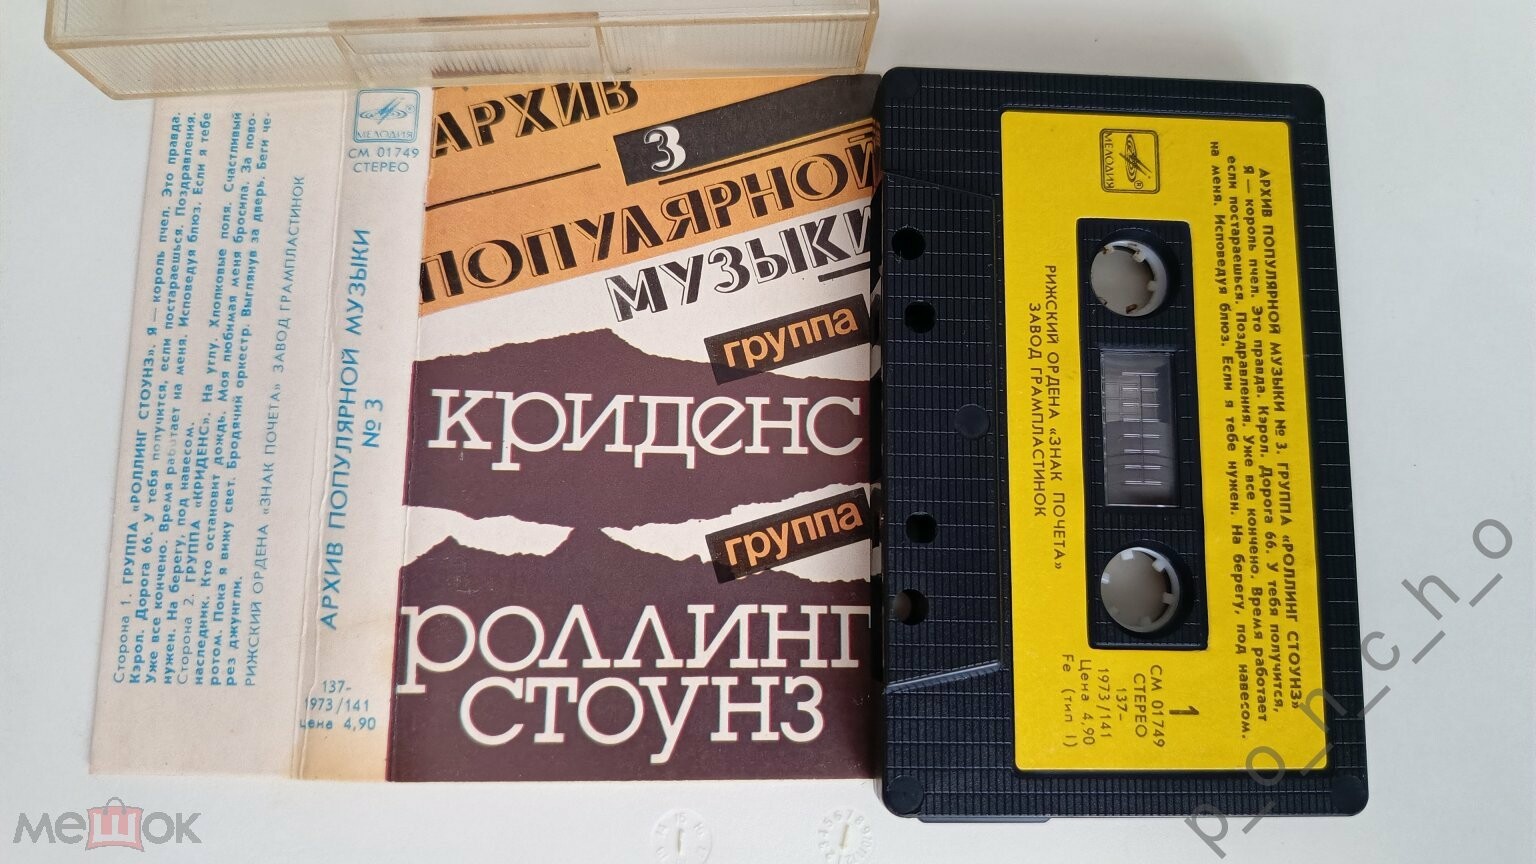 Сторона 1. ГРУППА «РОЛЛИНГ СТОУНЗ». Я — король пчел. Это правда.
Кэрол. Дорога 66. У тебя получится, если постараешься. Поздравления.
Уже все кончено. Время работает на меня. Исповедуя блюз. Если я тебе
нужен. На берегу, под навесом.
Сторона 2. ГРУППА «КРИДЕНС». На углу. Хлопковые поля. Счастливый
наследник. Кто остановит дождь. Моя любимая меня бросила. За пово-
ротом. Пока я вижу свет. Бродячий оркестр. Выглянув за дверь. Беги че-
рез джунгли.
РИЖСКИЙ ОРДЕНА «ЗНАК ПОЧЕТА» ЗАВОД ГРАМПЛАСТИНОК
МЕЛОДИЯ
СМ 01749
СТЕРЕО
АРХИВ ПОПУЛЯРНОЙ МУЗЫКИ
№ 3
137-
1973/141
цена 4,90
АРХИВ
3
ПОПУЛЯРНОЙ
МУЗЫКИ
группа
криденс
группа
роллинг
стоунз
МЕЛОДИЯ
АРХИВ ПОПУЛЯРНОЙ МУЗЫКИ № 3. ГРУППА «РОЛЛИНГ СТОУНЗ»
Я — король пчел. Это правда. Кэрол. Дорога 66. У тебя получится,
если постараешься. Поздравления. Уже все кончено. Время работает
на меня. Исповедуя блюз. Если я тебе нужен. На берегу, под навесом.
РИЖСКИЙ ОРДЕНА «ЗНАК ПОЧЕТА»
ЗАВОД ГРАМПЛАСТИНОК
1
СМ 01749
СТЕРЕО
137-
1973/141
Цена 4,90
Fe (тип I)
мешок
p_o_n_c_h_o